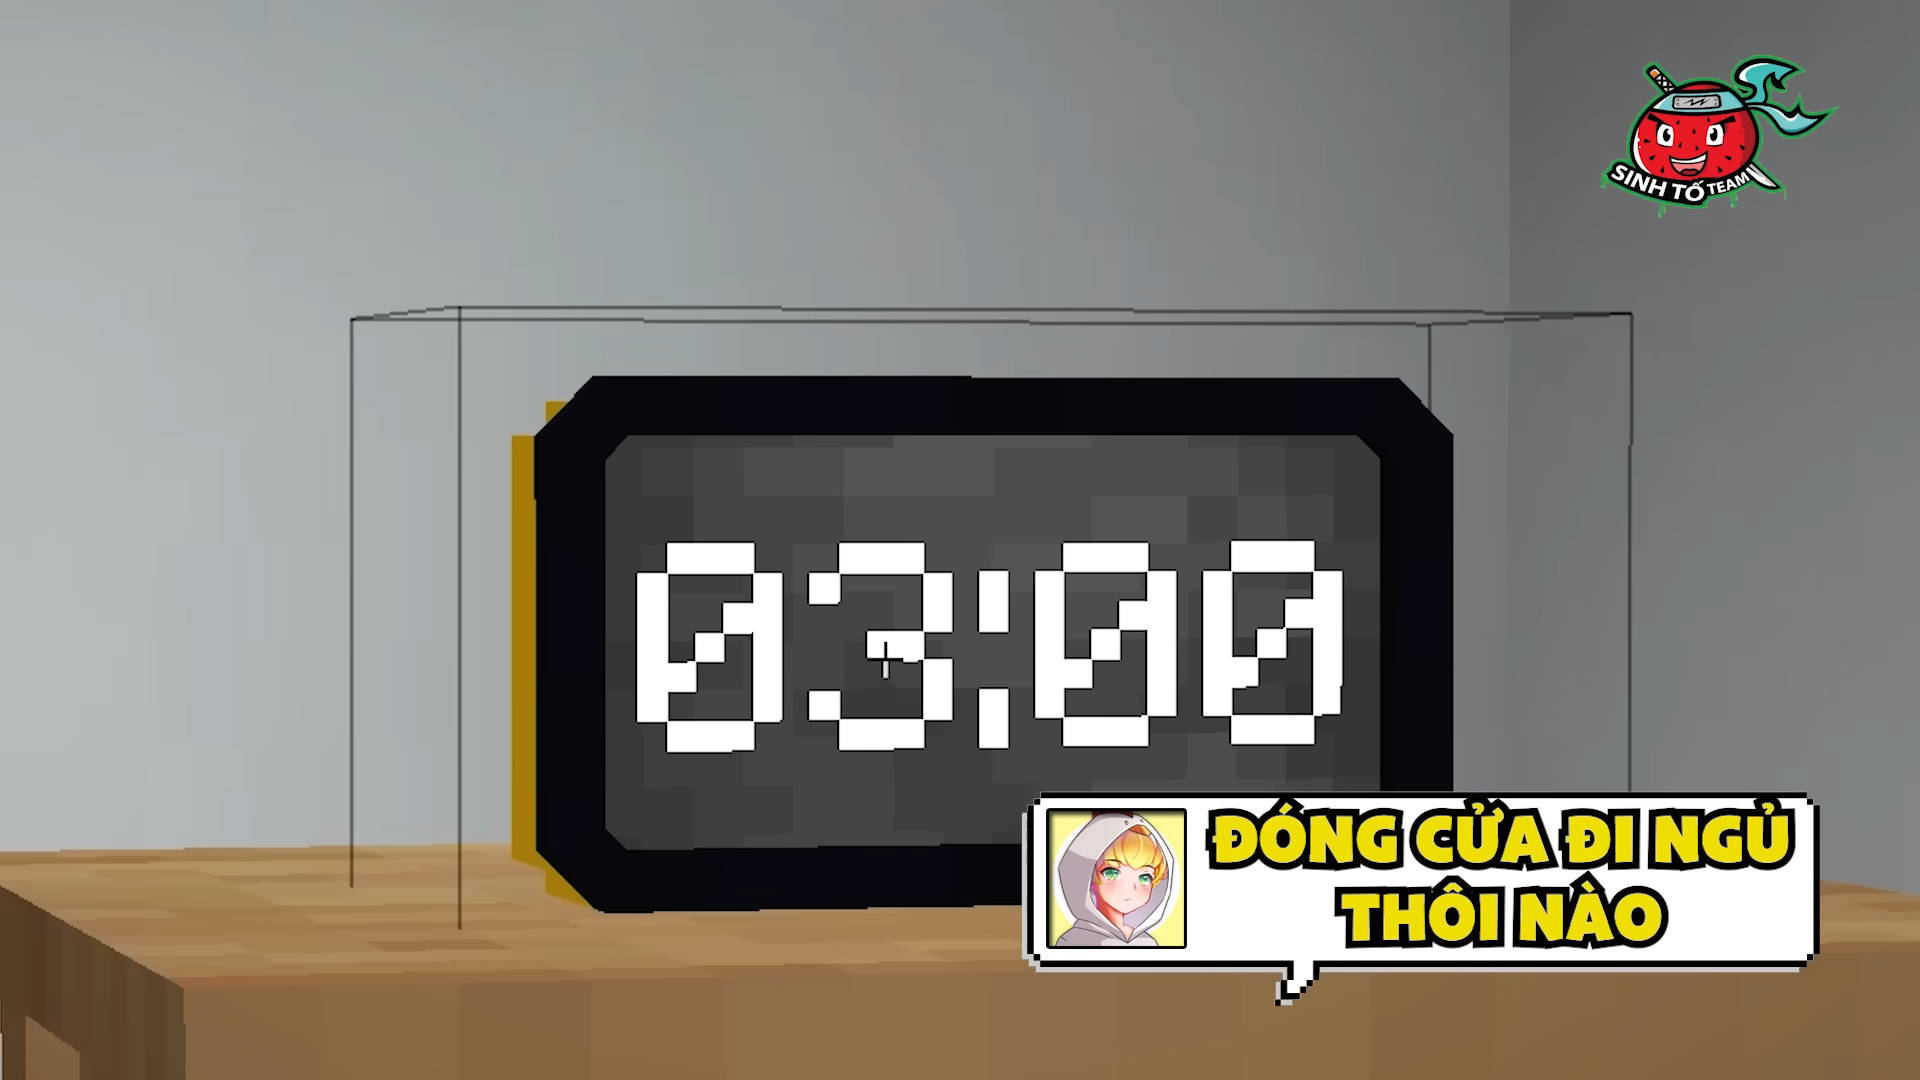 SINH TỐ TEAM
03:00
ĐÓNG CỬA ĐI NGỦ
THÔI NÀO